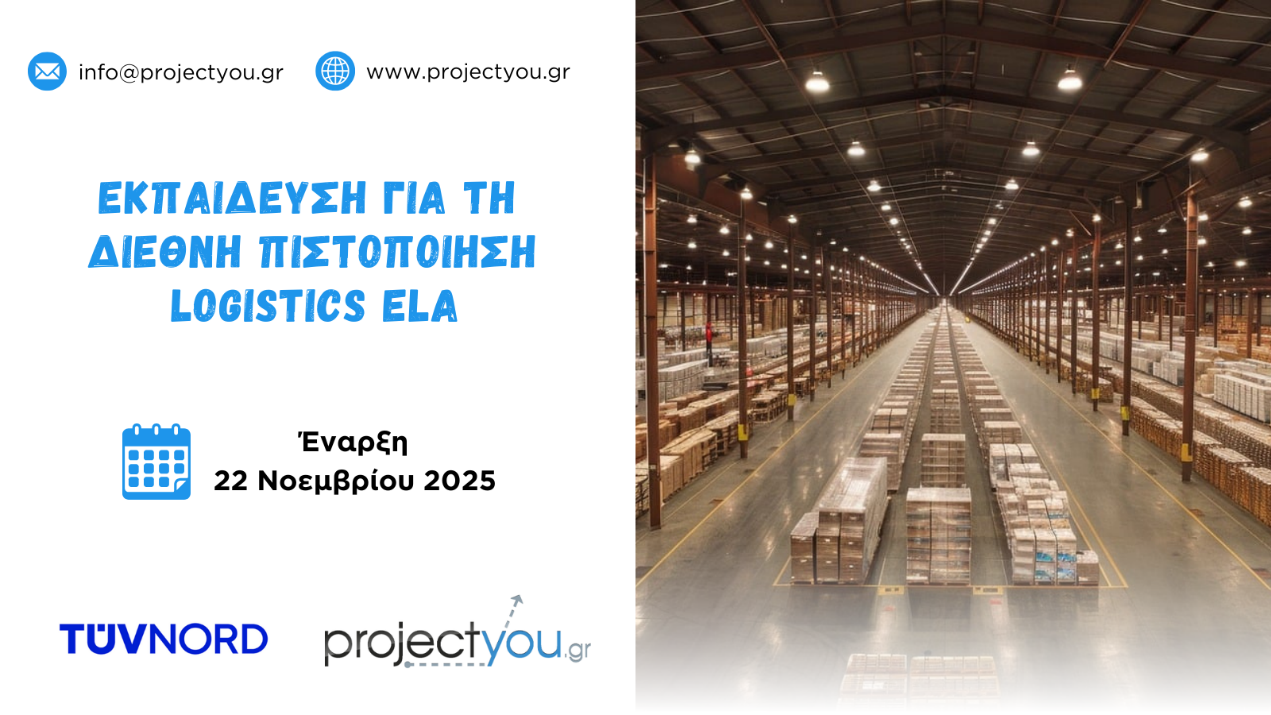 info@projectyou.gr
www.projectyou.gr
ΕΚΠΑΙΔΕΥΣΗ ΓΙΑ ΤΗ
ΔΙΕΘΝΗ ΠΙΣΤΟΠΟΙΗΣΗ
LOGISTICS ELA
Έναρξη
22 Νοεμβρίου 2025
TÜVNORD
projectyou.gr